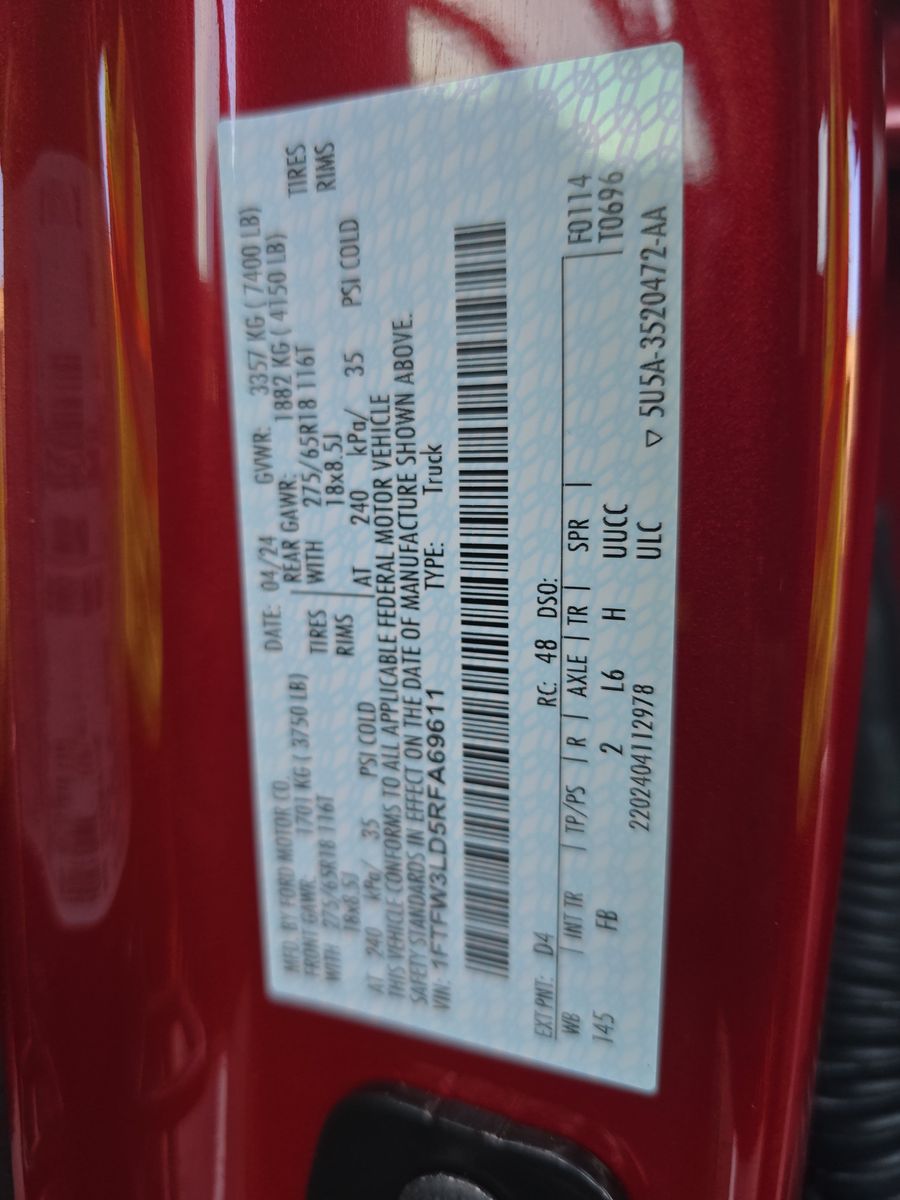 MFD. BY FORD MOTOR CO. DATE: 04/24 GVWR: 3357 KG ( 7400 LB)
FRONT GAWR: 1701 KG ( 3750 LB) REAR GAWR: 1882 KG ( 4150 LB)
WITH 275/65R18 116T TIRES WITH 275/65R18 116T TIRES
18x8.5J RIMS 18x8.5J RIMS
AT 240 kPa/ 35 PSI COLD AT 240 kPa/ 35 PSI COLD
THIS VEHICLE CONFORMS TO ALL APPLICABLE FEDERAL MOTOR VEHICLE
SAFETY STANDARDS IN EFFECT ON THE DATE OF MANUFACTURE SHOWN ABOVE.
VIN: 1FTFW3LD5RFA69611 TYPE: Truck
EXT PNT: D4 RC: 48 DSO: F0114
WB INT TR TP/PS R AXLE TR SPR T0696
145 FB 2 L6 H UUCC
220240411 2978 ULC ▽ 5U5A-3520472-AA